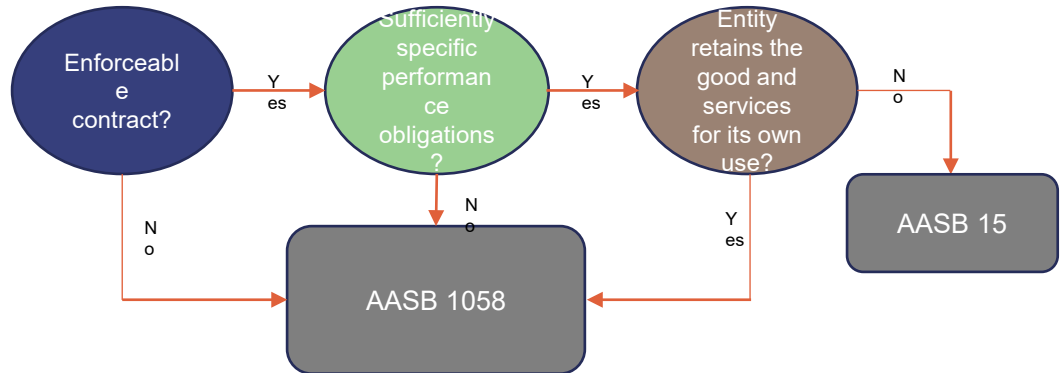 Enforceabl
e
contract?
Y
es
Sufficiently
specific
performan
ce
obligations
?
Y
es
Entity
retains the
good and
services
for its own
use?
N
o
N
o
N
o
Y
es
AASB 15
AASB 1058